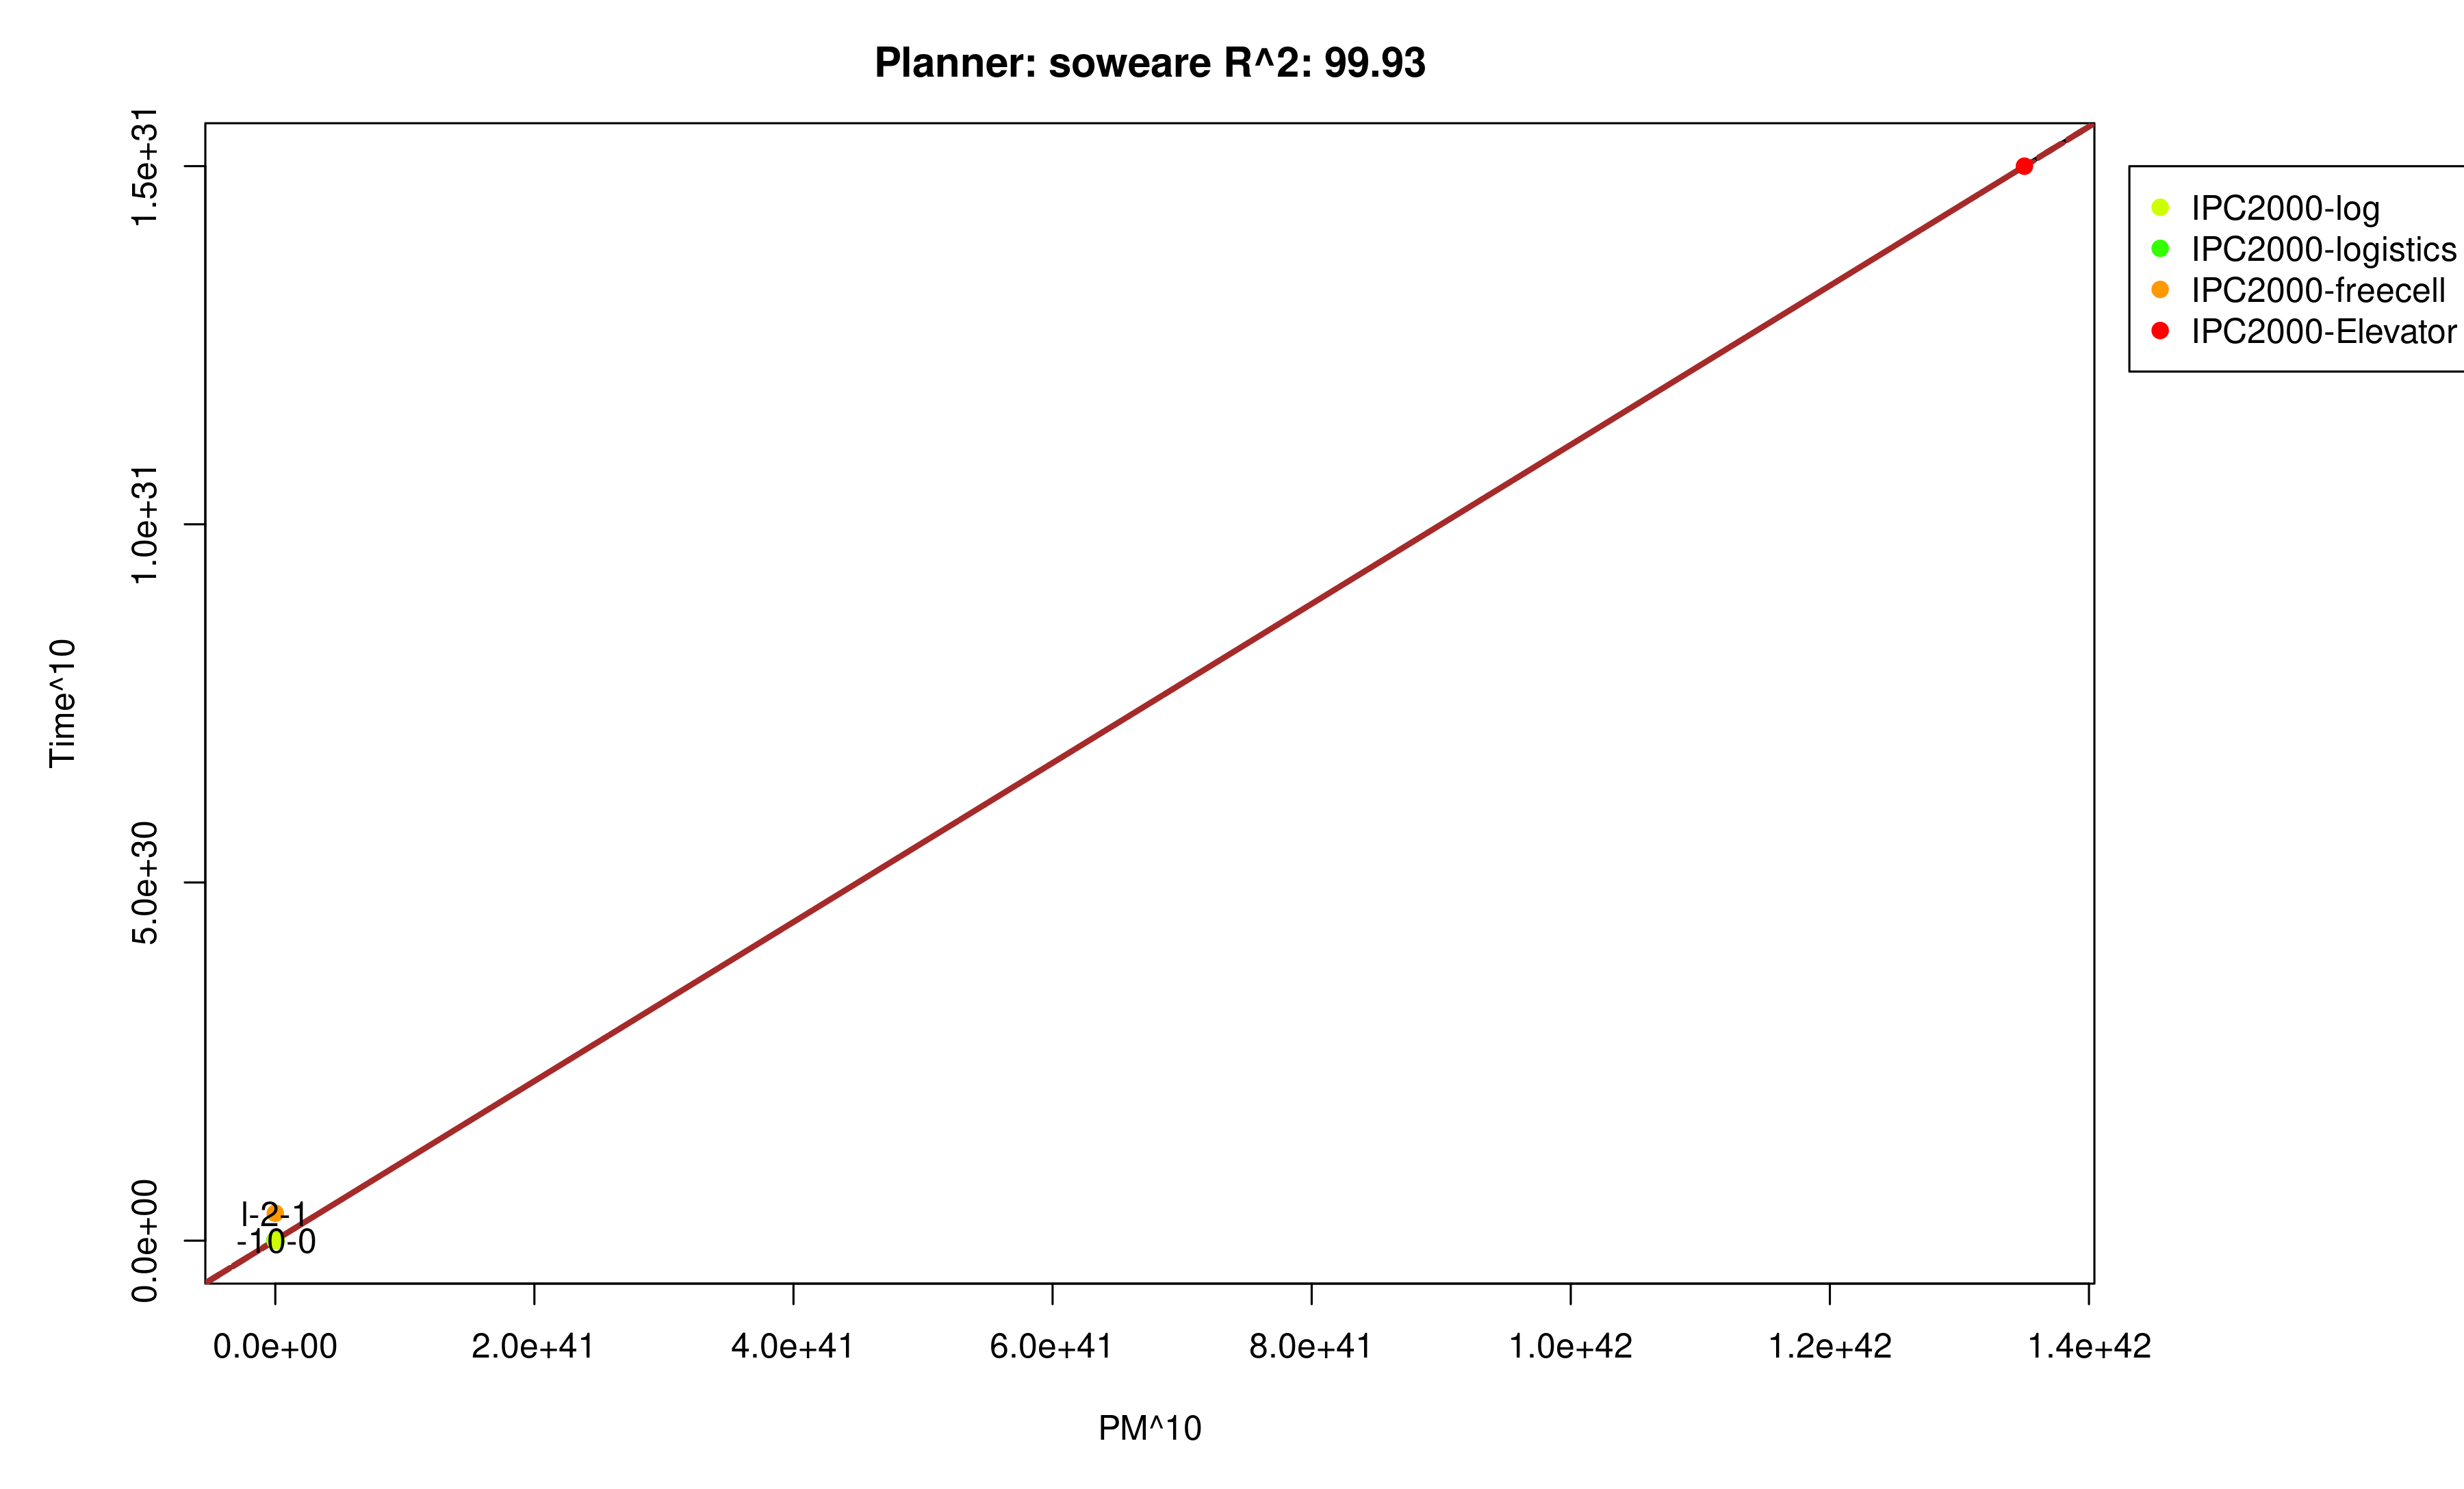 Planner: soweare R^2: 99.93
1.5e+31
1.0e+31
5.0e+30
0.0e+00
Time^10
l-2-1
-10-0
0.0e+00
2.0e+41
4.0e+41
6.0e+41
8.0e+41
1.0e+42
1.2e+42
1.4e+42
PM^10
IPC2000-log
IPC2000-logistics
IPC2000-freecell
IPC2000-Elevator